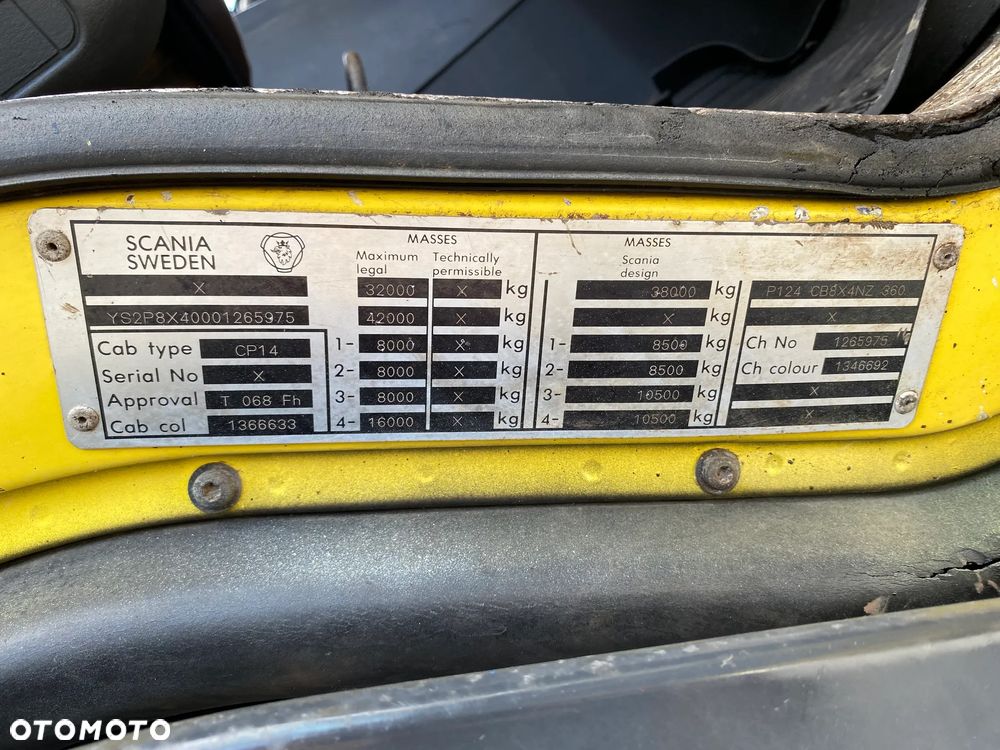 SCANIA
SWEDEN
X
YS2P8X40001265975
Cab type CP14
Serial No X
Approval T 068 Fh
Cab col 1366633
MASSES
Maximum legal Technically permissible
32000 X kg
42000 X kg
1- 8000 X kg
2- 8000 X kg
3- 8000 X kg
4- 16000 X kg
MASSES
Scania
design
38000 kg
X kg
1- 8500 kg
2- 8500 kg
3- 10500 kg
4- 10500 kg
P124 CB8X4NZ 360
X
Ch No 1265975
Ch colour 1346692
X
X
OTOMOTO